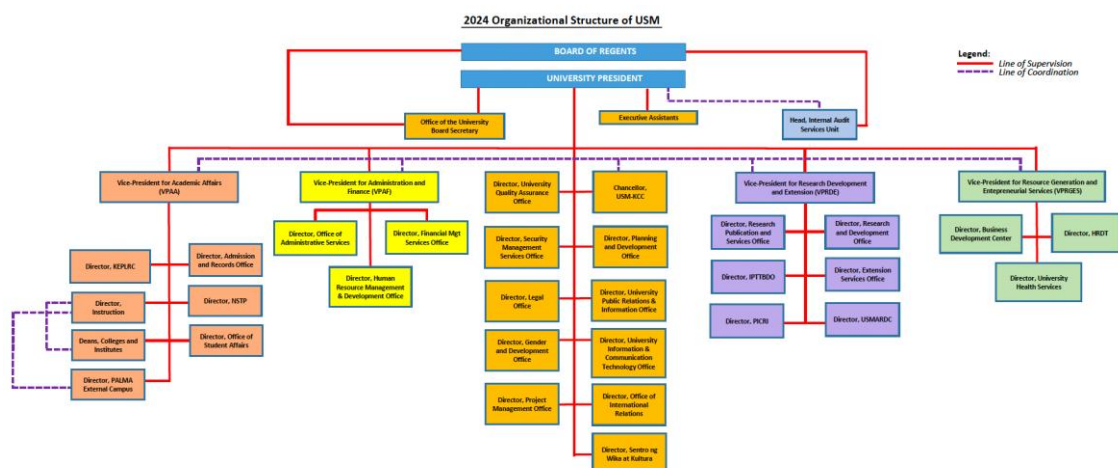 2024 Organizational Structure of USM
BOARD OF REGENTS
Legend:
Line of Supervision
Line of Coordination
UNIVERSITY PRESIDENT
Office of the University
Board Secretary
Executive Assistants
Head, Internal Audit
Services Unit
Vice-President for Academic Affairs
(VPAA)
Vice-President for Administration and
Finance (VPAF)
Director, University
Quality Assurance
Office
Chancellor,
USM-KCC
Vice-President for Research Development
and Extension (VPRDE)
Vice-President for Resource Generation
and Entepreneurial Services (VPRGES)
Director, Office of
Administrative Services
Director, Financial Mgt
Services Office
Director, Security
Management
Services Office
Director, Planning
and Development
Office
Director, Research
Publication and
Services Office
Director, Research
and Development
Office
Director, Business
Development Center
Director, HRDT
Director, KEPLRC
Director, Admission
and Records Office
Director, Human
Resource Management
& Development Office
Director, Legal
Office
Director, University
Public Relations &
Information Office
Director, IPTTBDO
Director, Extension
Services Office
Director, University
Health Services
Director,
Instruction
Director, NSTP
Director, PICRI
Director, USMARDC
Deans, Colleges and
Institutes
Director, Office of
Student Affairs
Director, Gender
and Development
Office
Director, University
Information &
Communication
Technology Office
Director, PALMA
External Campus
Director, Project
Management Office
Director, Office of
International
Relations
Director, Sentro ng
Wika at Kultura